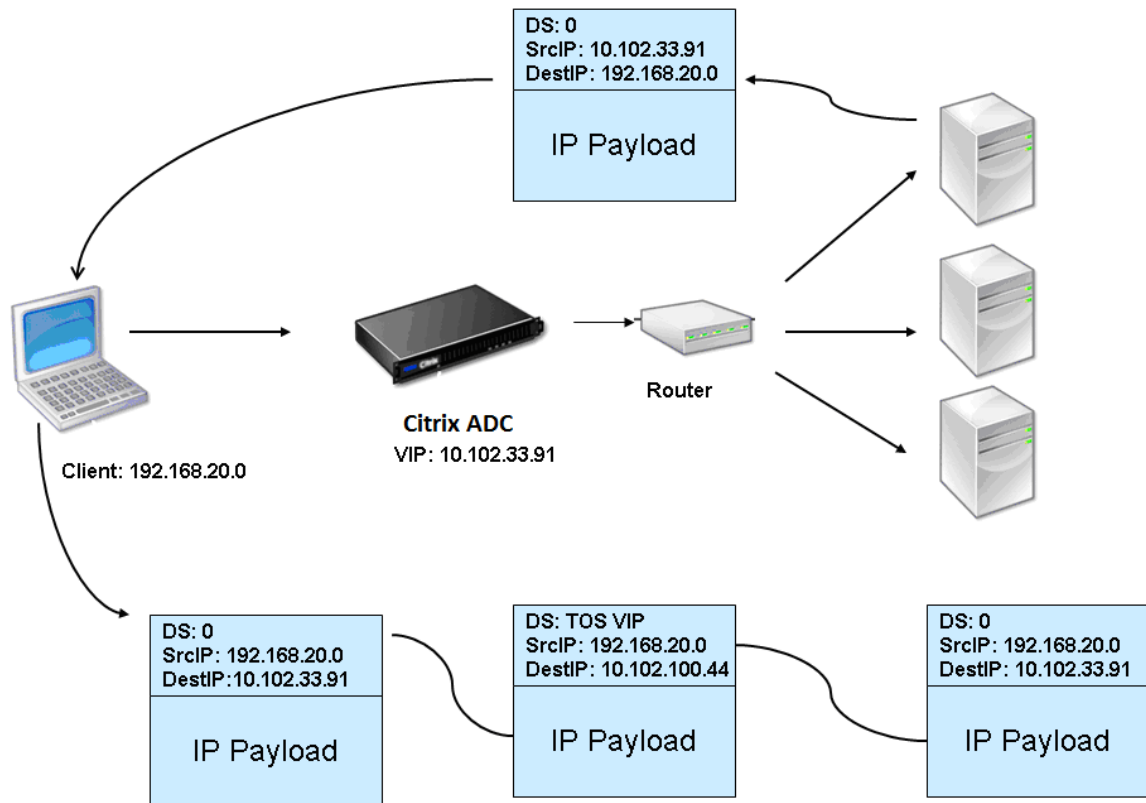 DS: 0
SrcIP: 10.102.33.91
DestIP: 192.168.20.0
IP Payload
Citrix
Router
Citrix ADC
VIP: 10.102.33.91
Client: 192.168.20.0
DS: 0
SrcIP: 192.168.20.0
DestIP:10.102.33.91
IP Payload
DS: TOS VIP
SrcIP: 192.168.20.0
DestIP: 10.102.100.44
IP Payload
DS: 0
SrcIP: 192.168.20.0
DestIP: 10.102.33.91
IP Payload